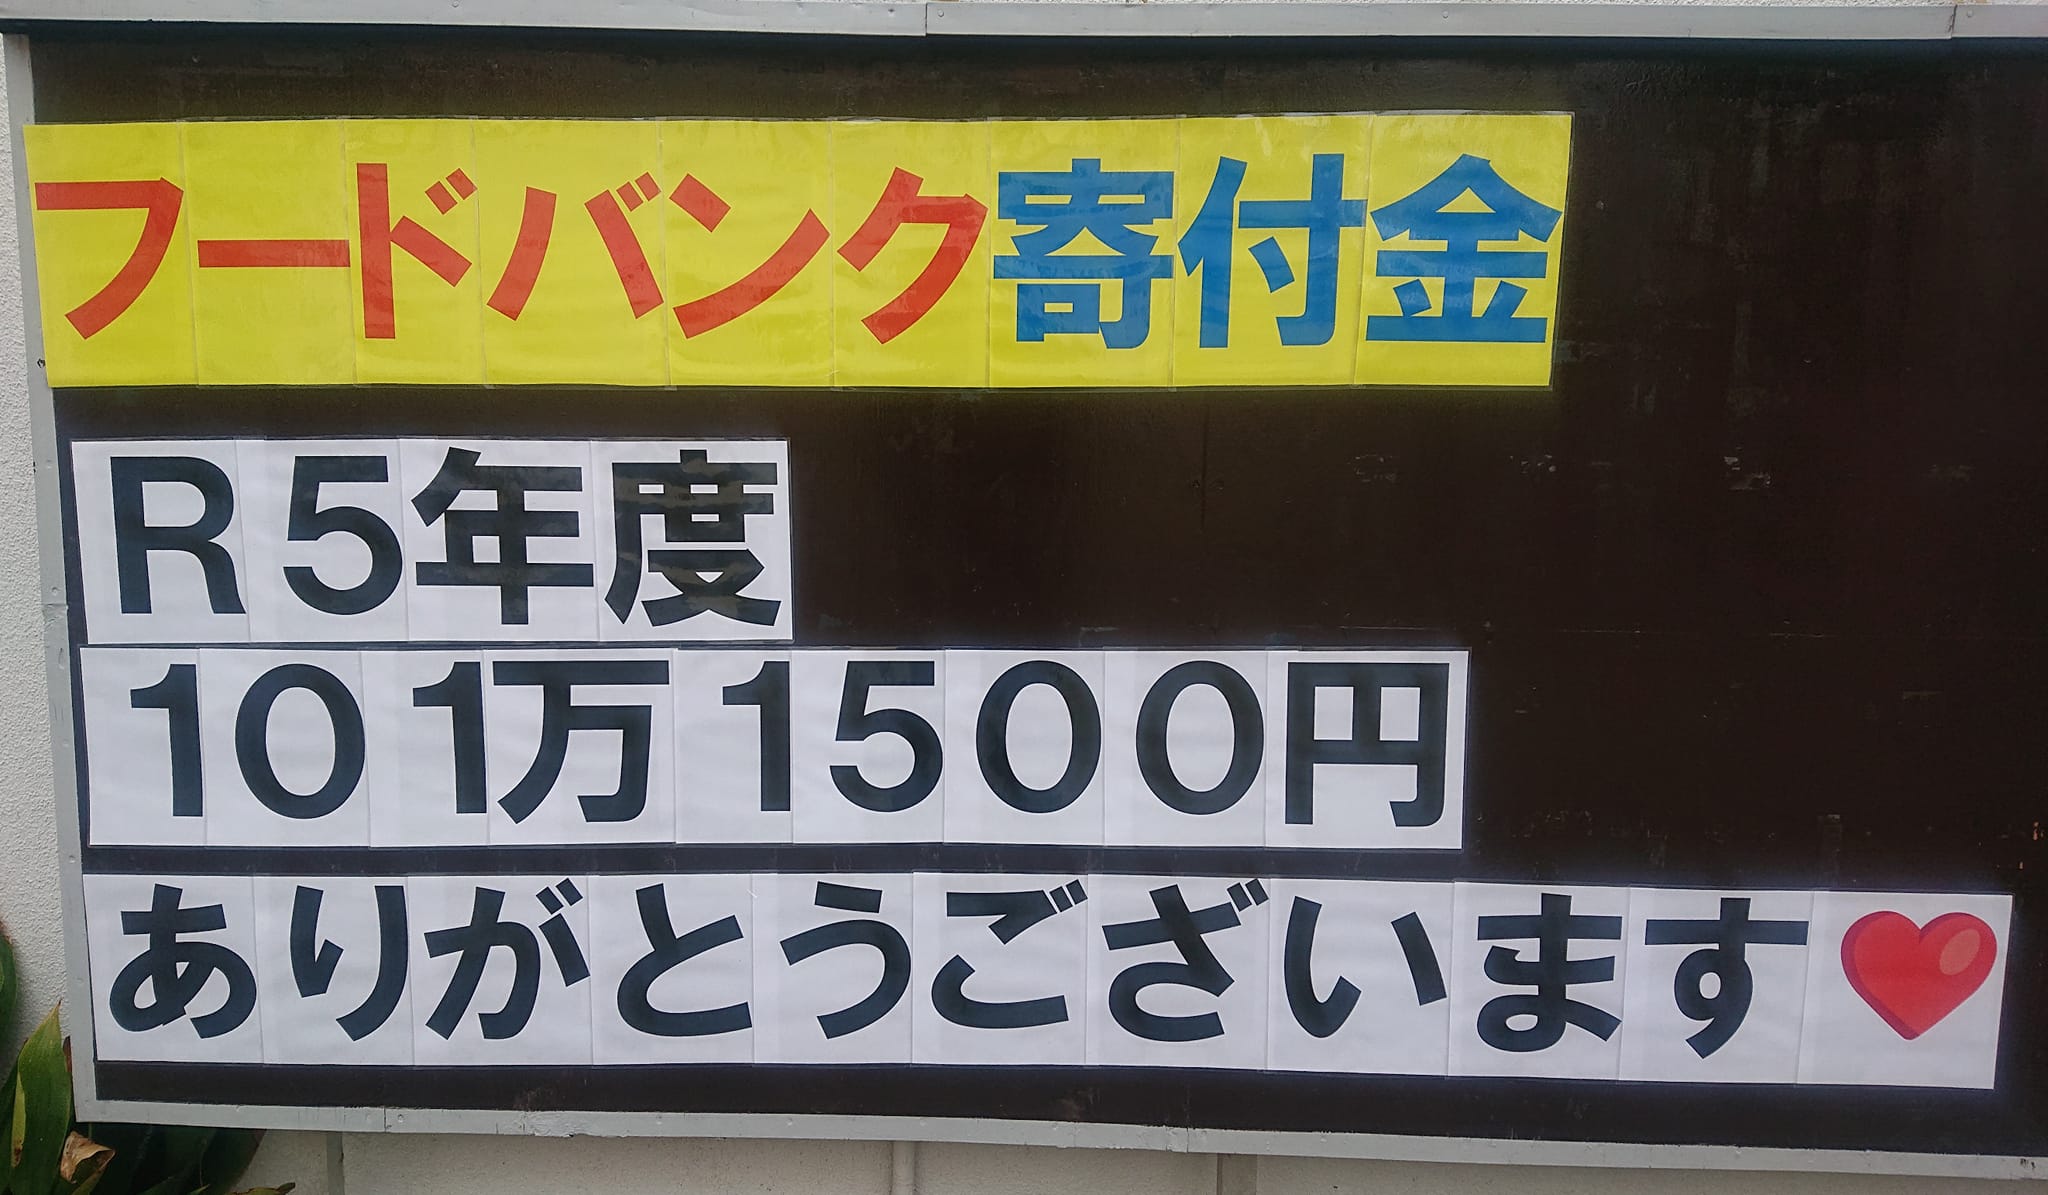 フードバンク寄付金
R5年度
101万1500円
ありがとうございます❤